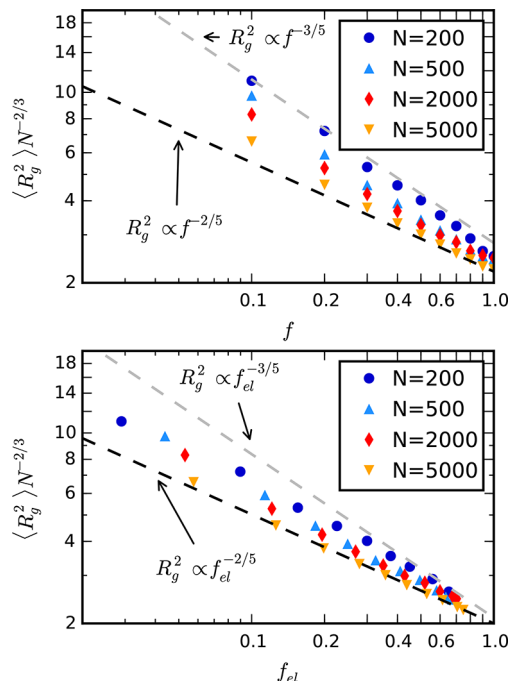 18
14
10
8
6
4
2
⟨R_g^2⟩N^{-2/3}
R_g^2 ∝f^{-3/5}
R_g^2 ∝f^{-2/5}
N=200
N=500
N=2000
N=5000
0.1 0.2 0.4 0.6 1.0
f
18
14
10
8
6
4
2
⟨R_g^2⟩N^{-2/3}
R_g^2 ∝f_{el}^{-3/5}
R_g^2 ∝f_{el}^{-2/5}
N=200
N=500
N=2000
N=5000
0.1 0.2 0.4 0.6 1.0
f_{el}